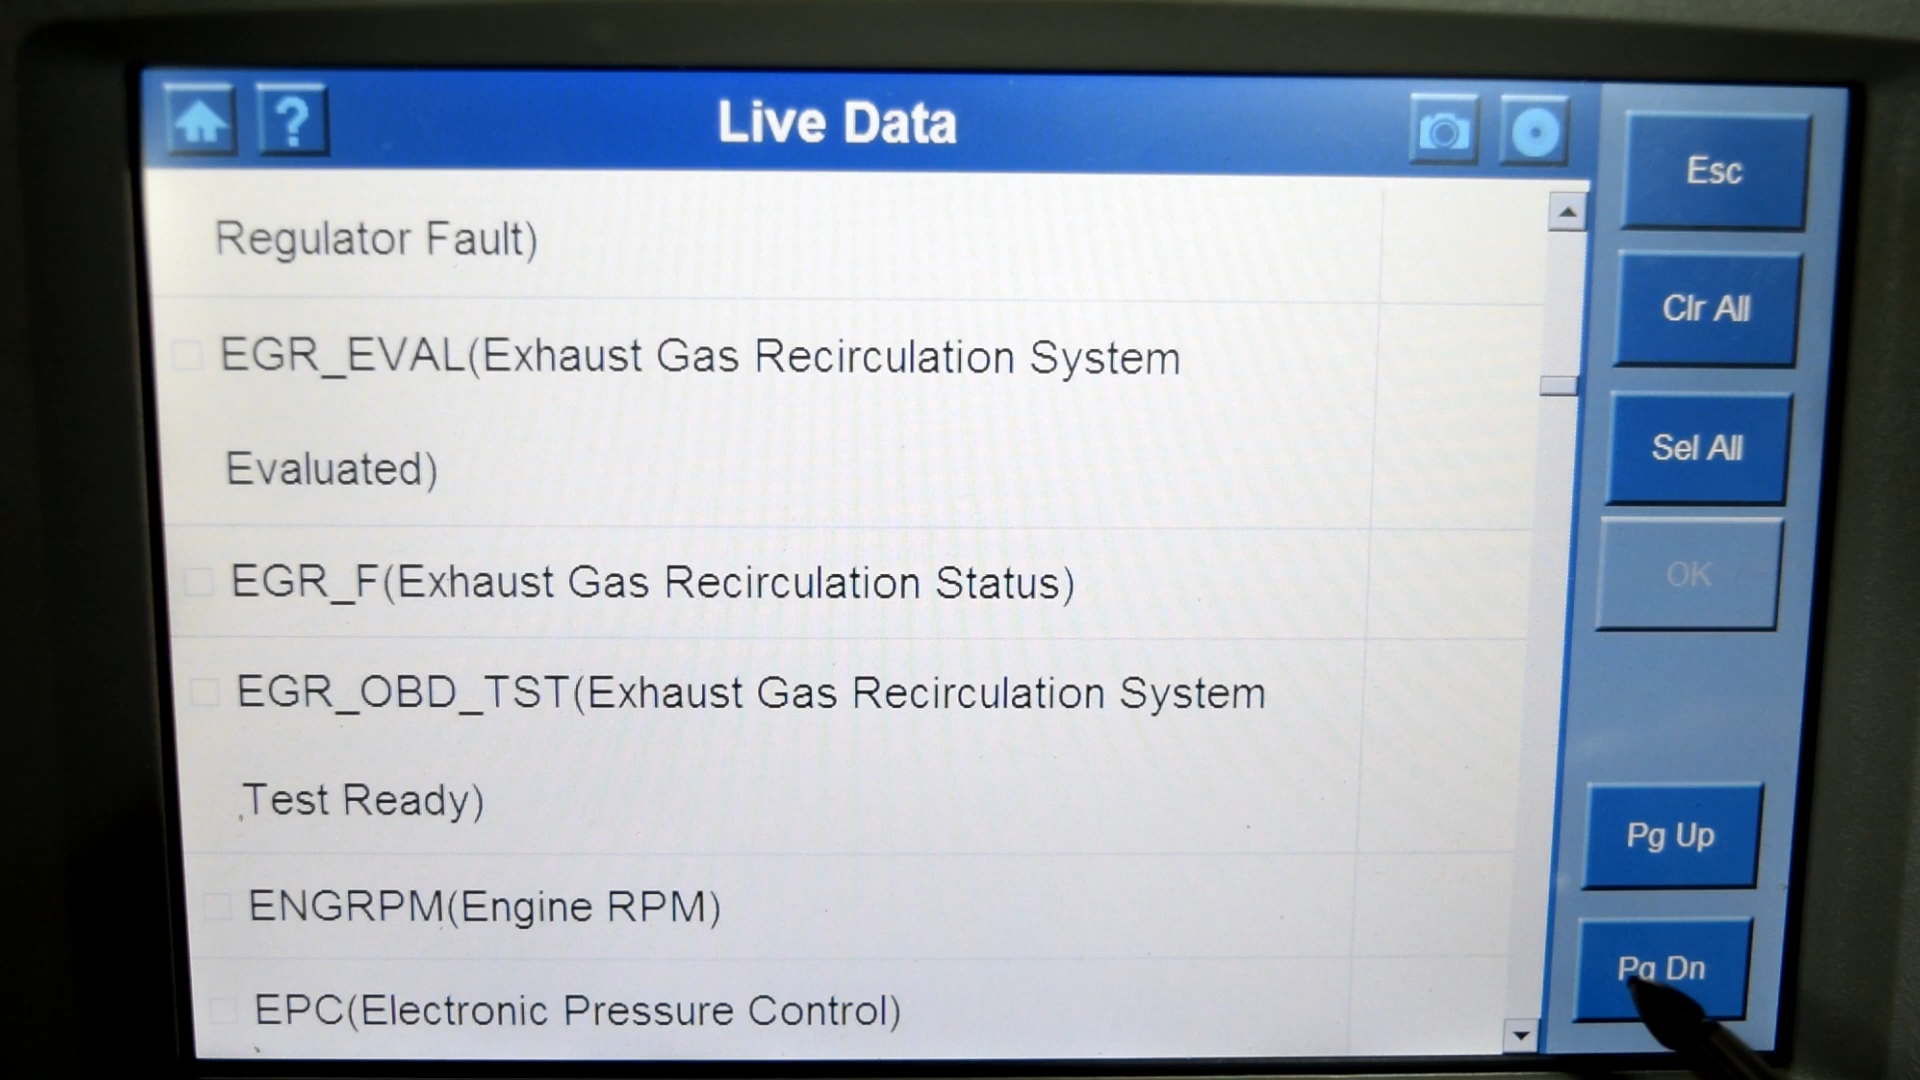 ?
Live Data
Esc
Regulator Fault)
Clr All
EGR_EVAL(Exhaust Gas Recirculation System
Evaluated)
Sel All
EGR_F(Exhaust Gas Recirculation Status)
OK
EGR_OBD_TST(Exhaust Gas Recirculation System
Test Ready)
Pg Up
ENGRPM(Engine RPM)
Pg Dn
EPC(Electronic Pressure Control)